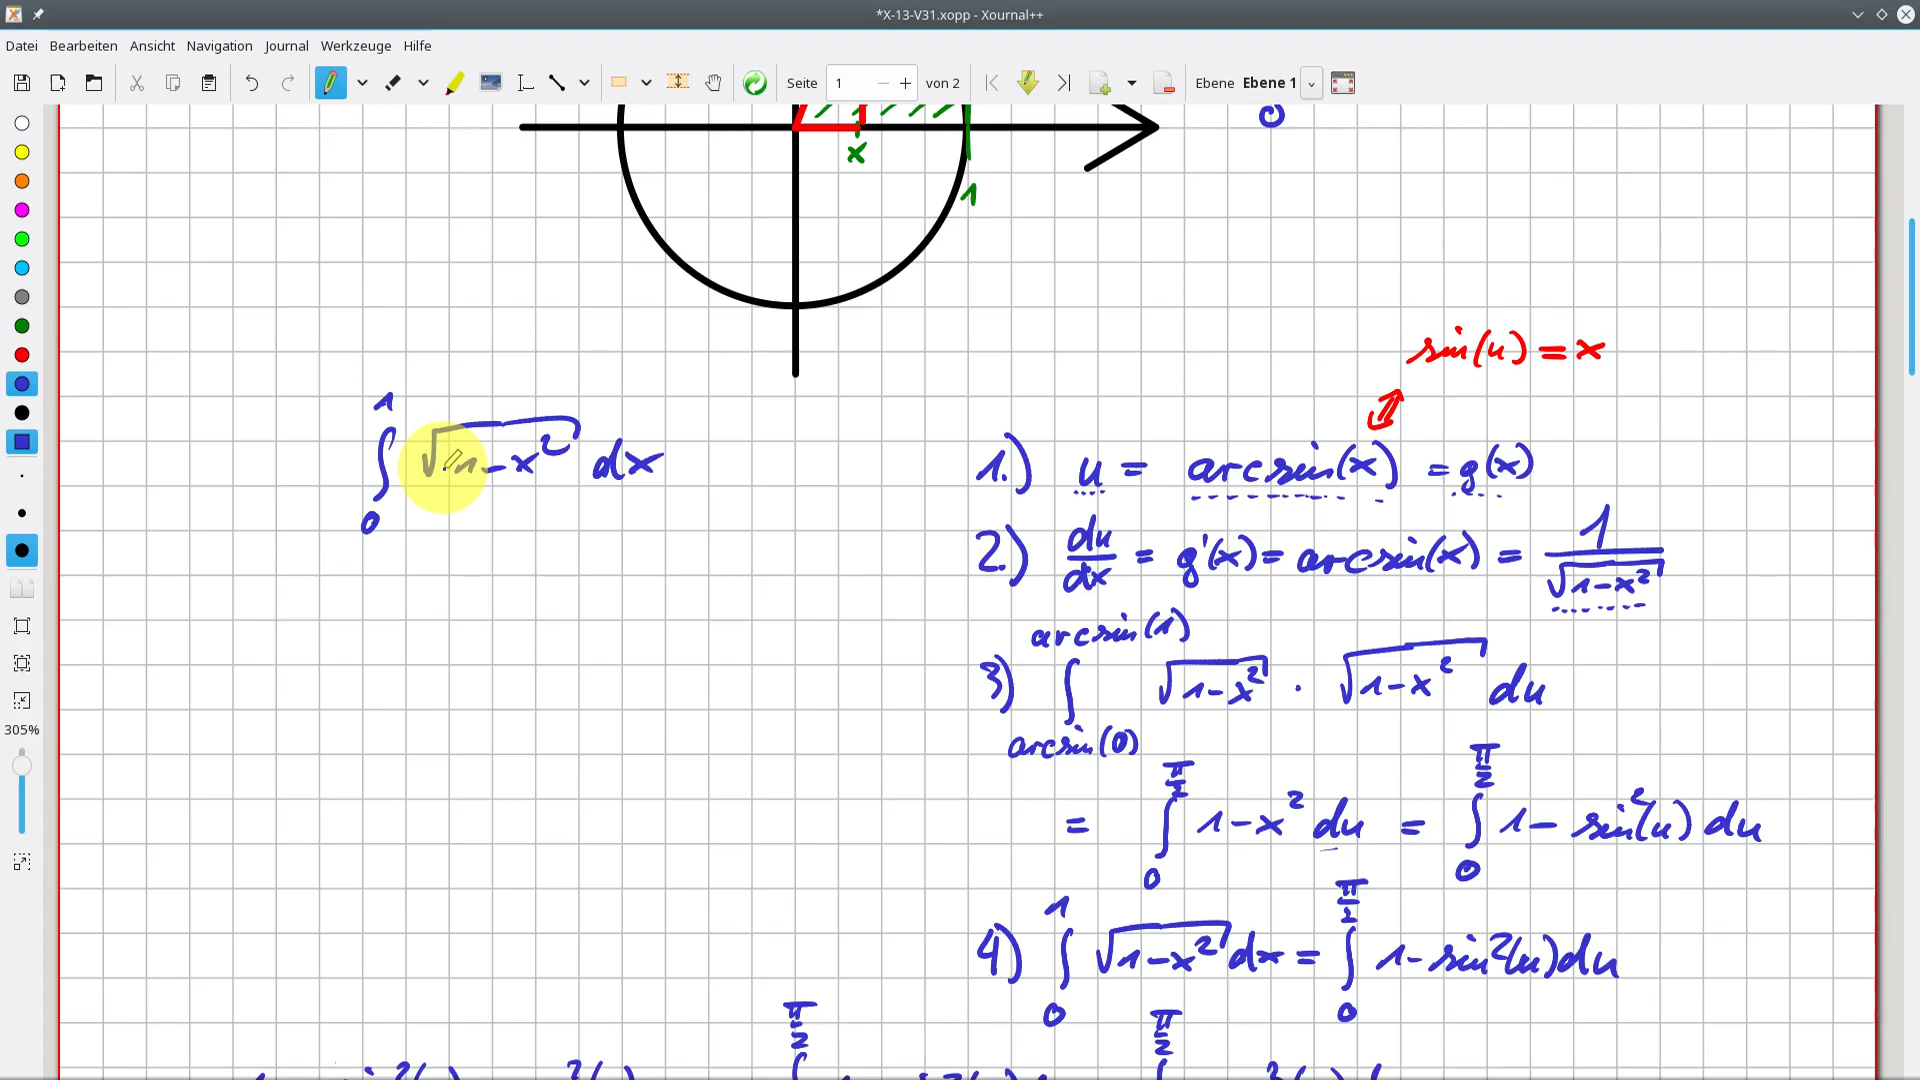 *X-13-V31.xopp - Xournal++
Datei Bearbeiten Ansicht Navigation Journal Werkzeuge Hilfe
Seite 1 von 2 Ebene Ebene 1
0
x
1
sin(u) = x
∫₀¹ √(1-x²) dx
1.) u = arcsin(x) = g(x)
2.) du/dx = g'(x) = arcsin(x) = 1/√(1-x²)
3) ∫_{arcsin(0)}^{arcsin(1)} √(1-x²) · √(1-x²) du
= ∫₀^{π/2} 1-x² du = ∫₀^{π/2} 1 - sin²(u) du
4) ∫₀¹ √(1-x²) dx = ∫₀^{π/2} 1-sin²(u) du
π/2 π/2
305%